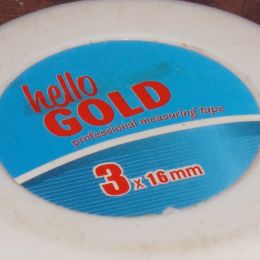 hello
GOLD
professional measuring tape
3 x 16 mm